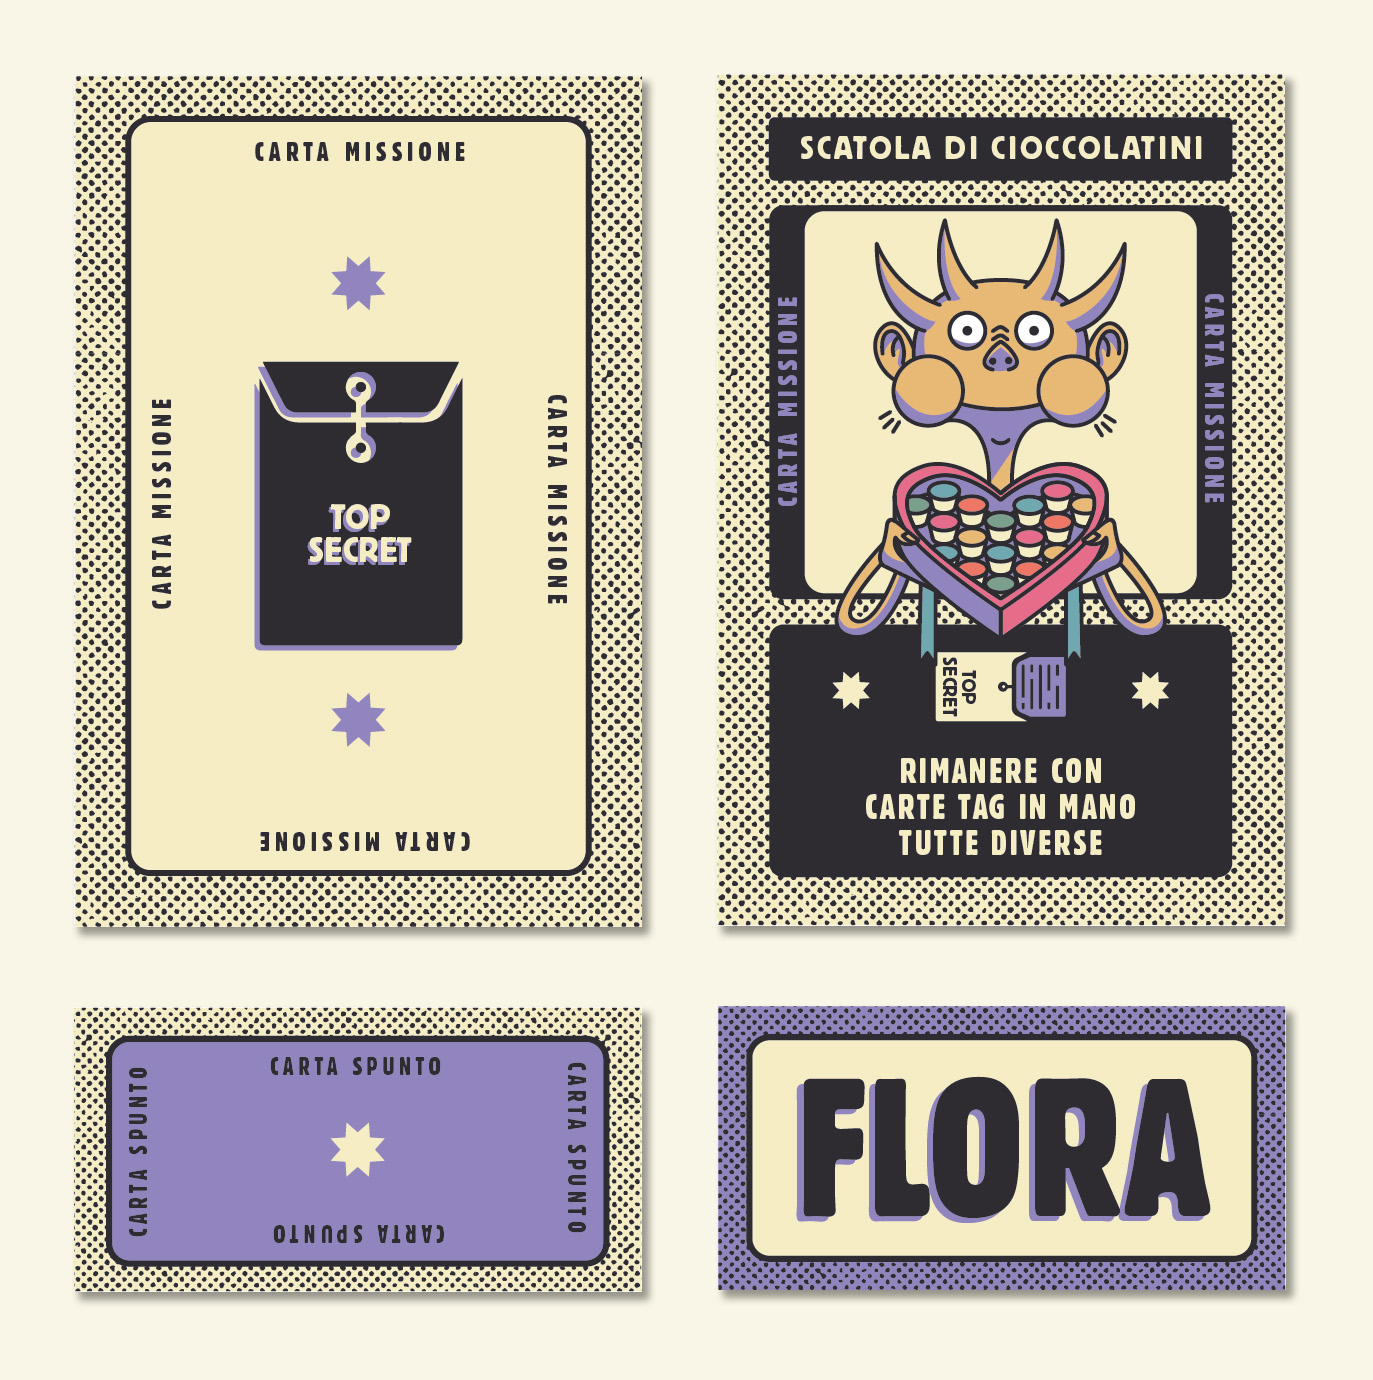 CARTA MISSIONE
CARTA MISSIONE
CARTA MISSIONE
TOP
SECRET
CARTA MISSIONE
SCATOLA DI CIOCCOLATINI
CARTA MISSIONE
CARTA MISSIONE
TOP
SECRET
RIMANERE CON
CARTE TAG IN MANO
TUTTE DIVERSE
CARTA SPUNTO
CARTA SPUNTO
CARTA SPUNTO
CARTA SPUNTO
FLORA